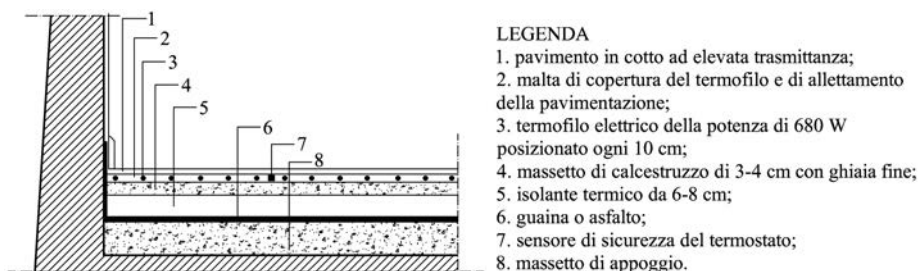 1
2
3
4
5
6
7
8
LEGENDA
1. pavimento in cotto ad elevata trasmittanza;
2. malta di copertura del termofilo e di allettamento
della pavimentazione;
3. termofilo elettrico della potenza di 680 W
posizionato ogni 10 cm;
4. massetto di calcestruzzo di 3-4 cm con ghiaia fine;
5. isolante termico da 6-8 cm;
6. guaina o asfalto;
7. sensore di sicurezza del termostato;
8. massetto di appoggio.